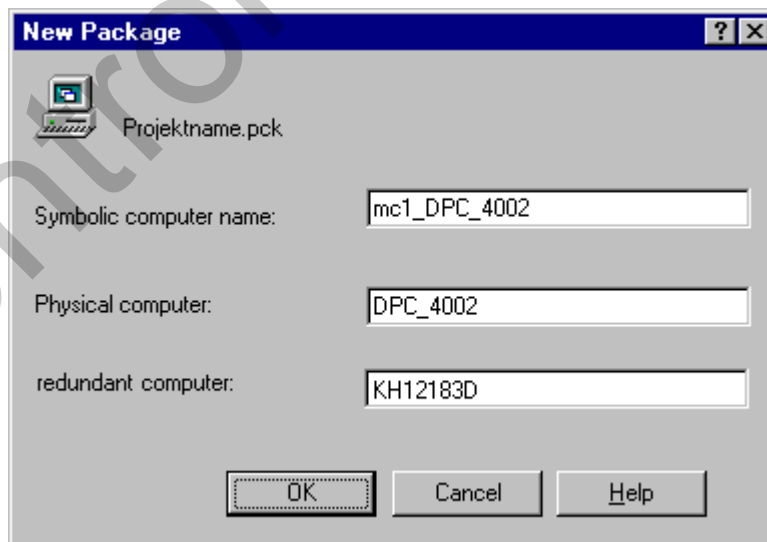 New Package
Projektname.pck
Symbolic computer name: mc1_DPC_4002
Physical computer: DPC_4002
redundant computer: KH12183D
OK Cancel Help